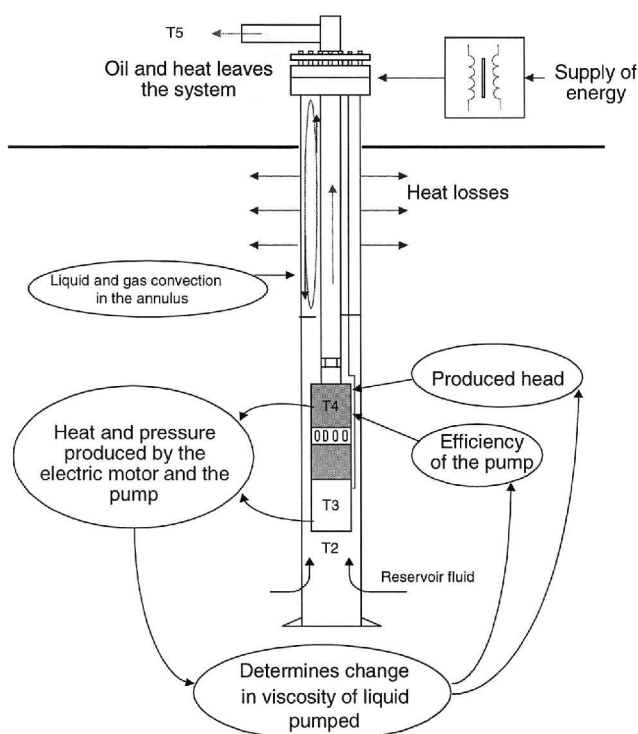 T5
Oil and heat leaves
the system
Supply of
energy
Heat losses
Liquid and gas convection
in the annulus
Produced head
T4
Heat and pressure
produced by the
electric motor and the
pump
Efficiency
of the pump
T3
T2
Reservoir fluid
Determines change
in viscosity of liquid
pumped